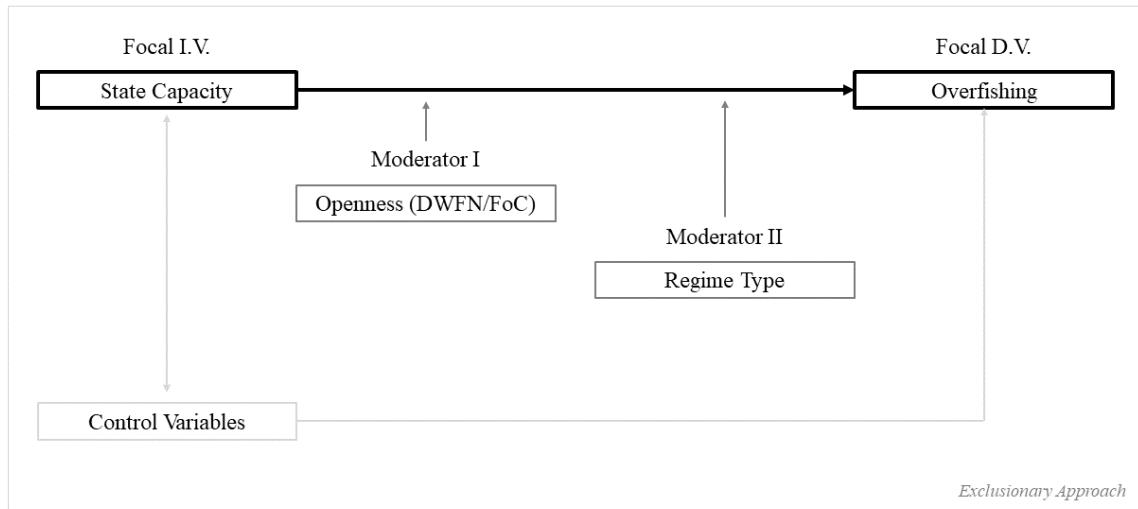 Focal I.V.
Focal D.V.
State Capacity
Overfishing
Moderator I
Openness (DWFN/FoC)
Moderator II
Regime Type
Control Variables
Exclusionary Approach